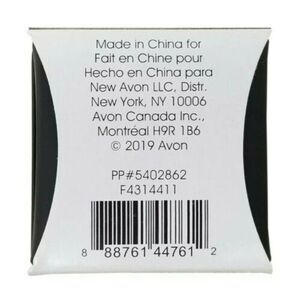 Made in China for
Fait en Chine pour
Hecho en China para
New Avon LLC, Distr.
New York, NY 10006
Avon Canada Inc.,
Montréal H9R 1B6
© 2019 Avon
PP#5402862
F4314411
8 88761 44761 2